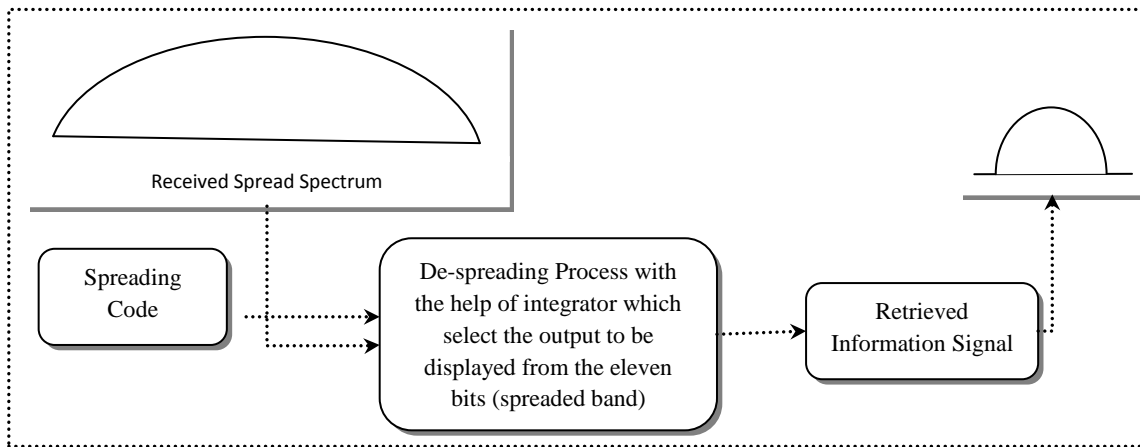 Received Spread Spectrum
Spreading
Code
De-spreading Process with
the help of integrator which
select the output to be
displayed from the eleven
bits (spreaded band)
Retrieved
Information Signal